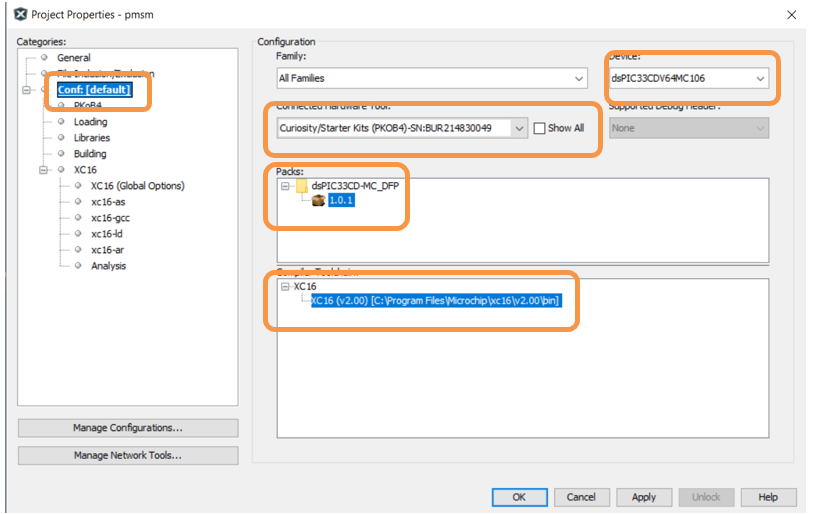 Project Properties - pmsm
Categories:
General
File Inclusion/Exclusion
Conf: [default]
PKoB4
Loading
Libraries
Building
XC16
XC16 (Global Options)
xc16-as
xc16-gcc
xc16-ld
xc16-ar
Analysis
Manage Configurations...
Manage Network Tools...
Configuration
Family:
Device:
All Families
dsPIC33CDV64MC106
Connected Hardware Tool:
Supported Debug Header:
Curiosity/Starter Kits (PKOB4)-SN:BUR214830049
Show All
None
Packs:
dsPIC33CD-MC_DFP
1.0.1
Compiler Toolchain:
XC16
XC16 (v2.00) [C:\Program Files\Microchip\xc16\v2.00\bin]
OK
Cancel
Apply
Unlock
Help